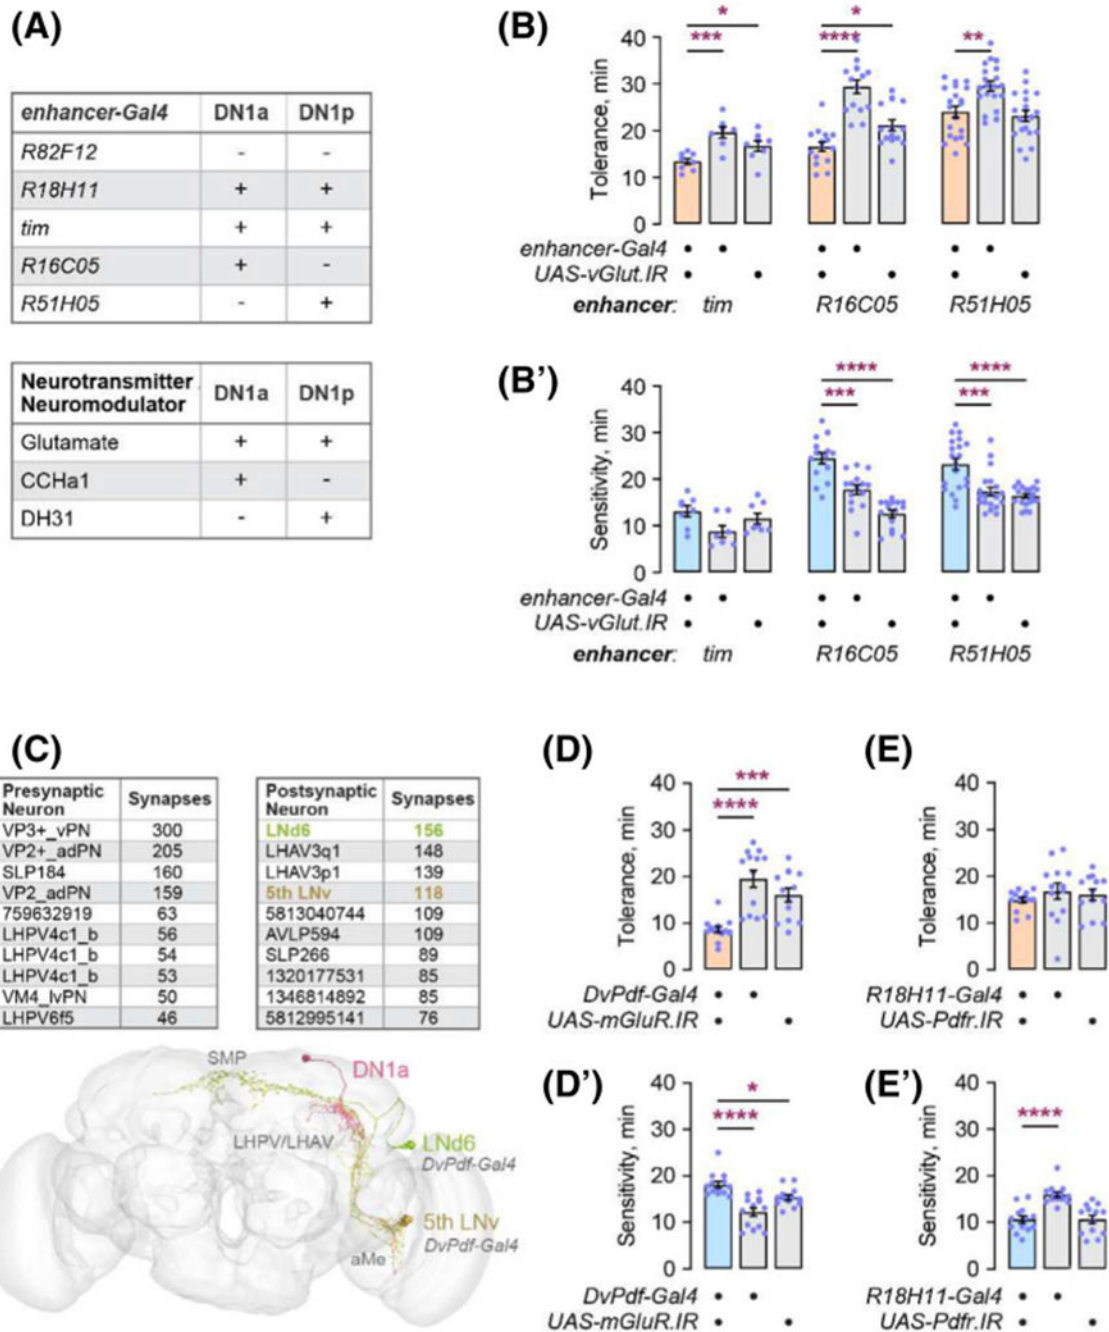 (A)
enhancer-Gal4 DN1a DN1p
R82F12 - -
R18H11 + +
tim + +
R16C05 + -
R51H05 - +
Neurotransmitter DN1a DN1p
Neuromodulator
Glutamate + +
CCHa1 + -
DH31 - +
(B)
* *
*** **** **
Tolerance, min
40
30
20
10
0
enhancer-Gal4
UAS-vGlut.IR
enhancer: tim R16C05 R51H05
(B’)
**** ****
*** ***
Sensitivity, min
40
30
20
10
0
enhancer-Gal4
UAS-vGlut.IR
enhancer: tim R16C05 R51H05
(C)
Presynaptic Synapses
Neuron
VP3+_vPN 300
VP2+_adPN 205
SLP184 160
VP2_adPN 159
759632919 63
LHPV4c1_b 56
LHPV4c1_b 54
LHPV4c1_b 53
VM4_lvPN 50
LHPV6f5 46
Postsynaptic Synapses
Neuron
LNd6 156
LHAV3q1 148
LHAV3p1 139
5th LNv 118
5813040744 109
AVLP594 109
SLP266 89
1320177531 85
1346814892 85
5812995141 76
SMP
DN1a
LHPV/LHAV
LNd6
DvPdf-Gal4
5th LNv
DvPdf-Gal4
aMe
(D)
***
****
Tolerance, min
40
30
20
10
0
DvPdf-Gal4
UAS-mGluR.IR
(E)
Tolerance, min
40
30
20
10
0
R18H11-Gal4
UAS-Pdfr.IR
(D’)
*
****
Sensitivity, min
40
30
20
10
0
DvPdf-Gal4
UAS-mGluR.IR
(E’)
****
Sensitivity, min
40
30
20
10
0
R18H11-Gal4
UAS-Pdfr.IR